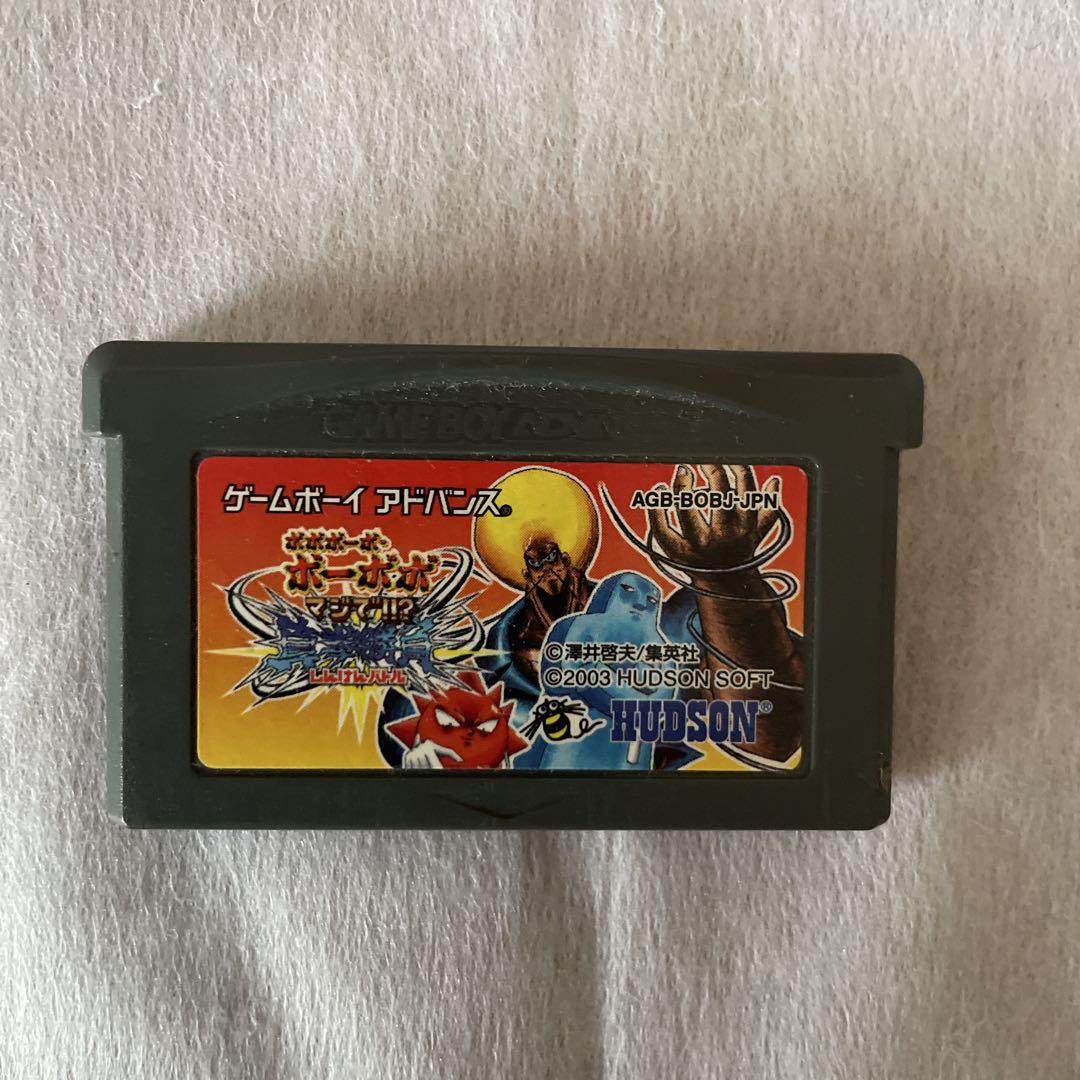 GAME BOY ADVA
ゲームボーイ アドバンス®
AGB-BOBJ-JPN
ボボボーボ・
ボーボボ
マジで!!?
しんけんバトル
©澤井啓夫/集英社
©2003 HUDSON SOFT
HUDSON®